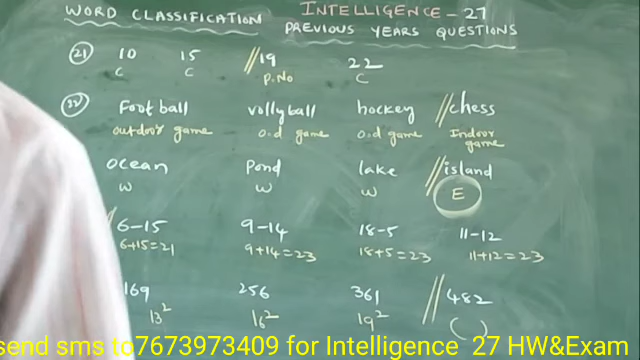 WORD CLASSIFICATION INTELLIGENCE - 27
PREVIOUS YEARS QUESTIONS
21) 10 15 //19 22
C C P.No C
22) Football vollyball hockey //chess
outdoor game o.d game o.d game Indoor game
ocean pond lake //island
W W W E
6-15 9-14 18-5 11-12
6+15=21 9+14=23 18+5=23 11+12=23
169 256 361 //482
13² 16² 19² ( )
send sms to7673973409 for Intelligence 27 HW&Exam